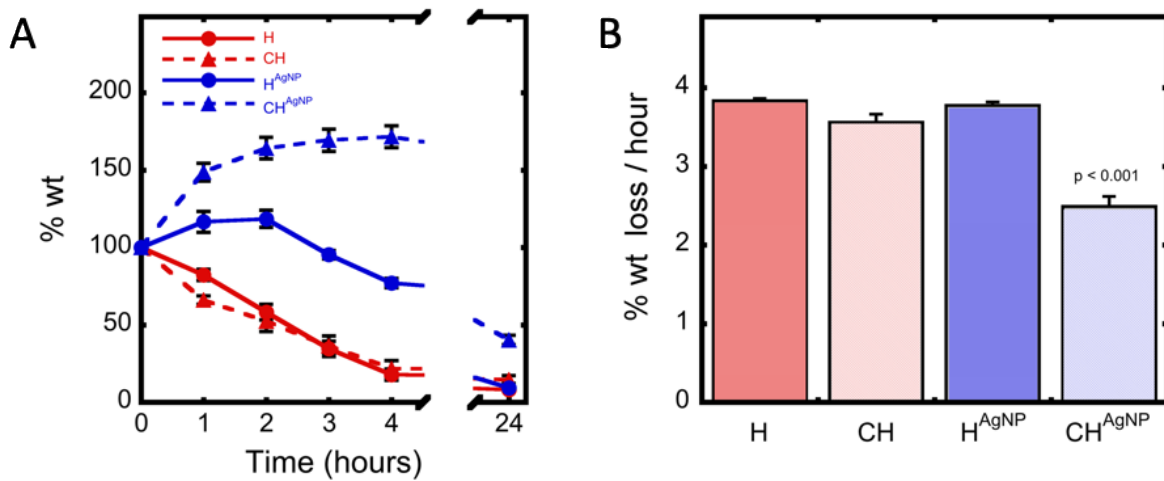 A
H
CH
H^AgNP
CH^AgNP
% wt
200
150
100
50
0
0 1 2 3 4 24
Time (hours)
B
% wt loss / hour
4
3
2
1
0
p < 0.001
H CH H^AgNP CH^AgNP